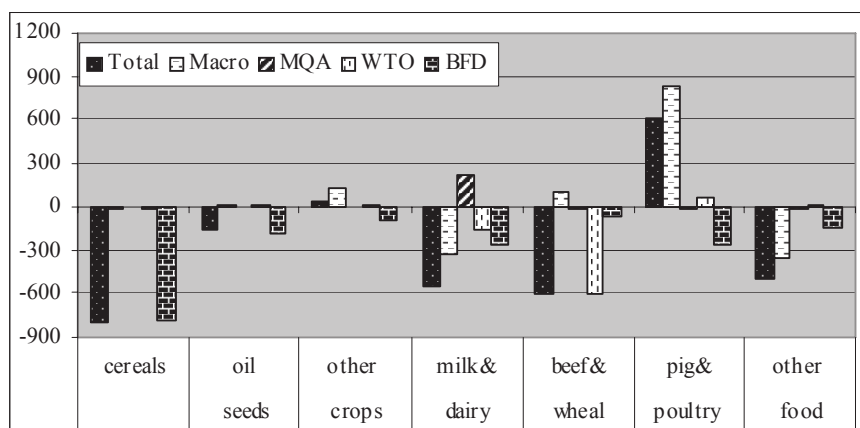 1200
900
600
300
0
-300
-600
-900
Total Macro MQA WTO BFD
cereals oil other milk& beef& pig& other
seeds crops dairy wheal poultry food